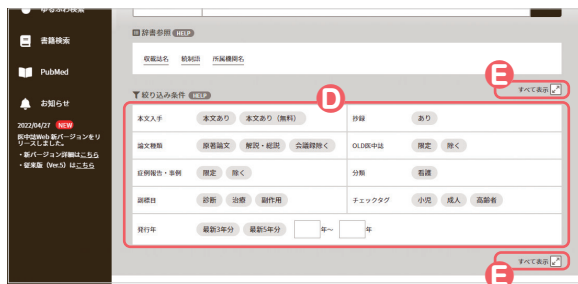 ゆるふわ検索
書籍検索
PubMed
お知らせ
2022/04/27 NEW
医中誌Web 新バージョンをリ
リースしました。
・新バージョン詳細はこちら
・従来版（Ver.5）はこちら
辞書参照 HELP
収載誌名 統制語 所属機関名
E
すべて表示
絞り込み条件 HELP
D
本文入手 本文あり 本文あり（無料） 抄録 あり
論文種類 原著論文 解説・総説 会議録除く OLD医中誌 限定 除く
症例報告・事例 限定 除く 分類 看護
副標目 診断 治療 副作用 チェックタグ 小児 成人 高齢者
発行年 最新3年分 最新5年分 年～ 年
すべて表示
E